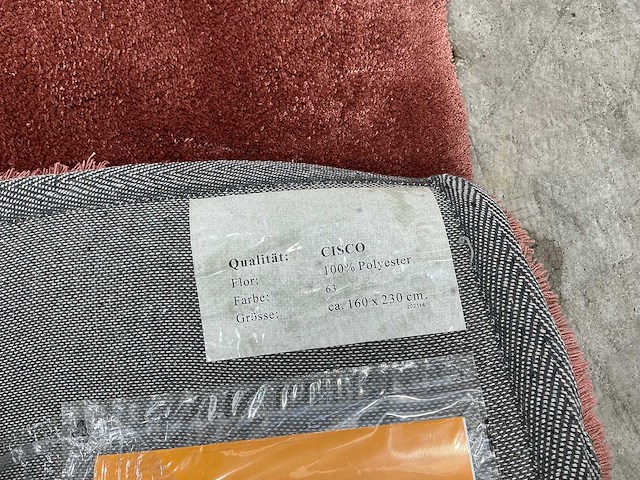 Qualität: CISCO
Flor: 100% Polyester
Farbe: 63
Grösse: ca. 160 x 230 cm.